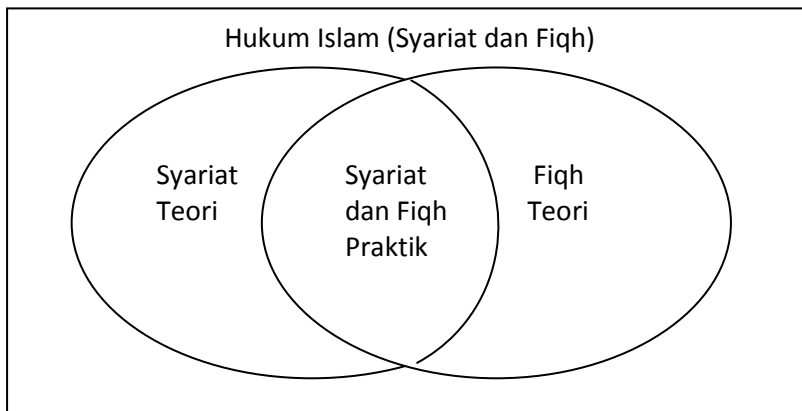 Hukum Islam (Syariat dan Fiqh)
Syariat
Teori
Syariat
dan Fiqh
Praktik
Fiqh
Teori